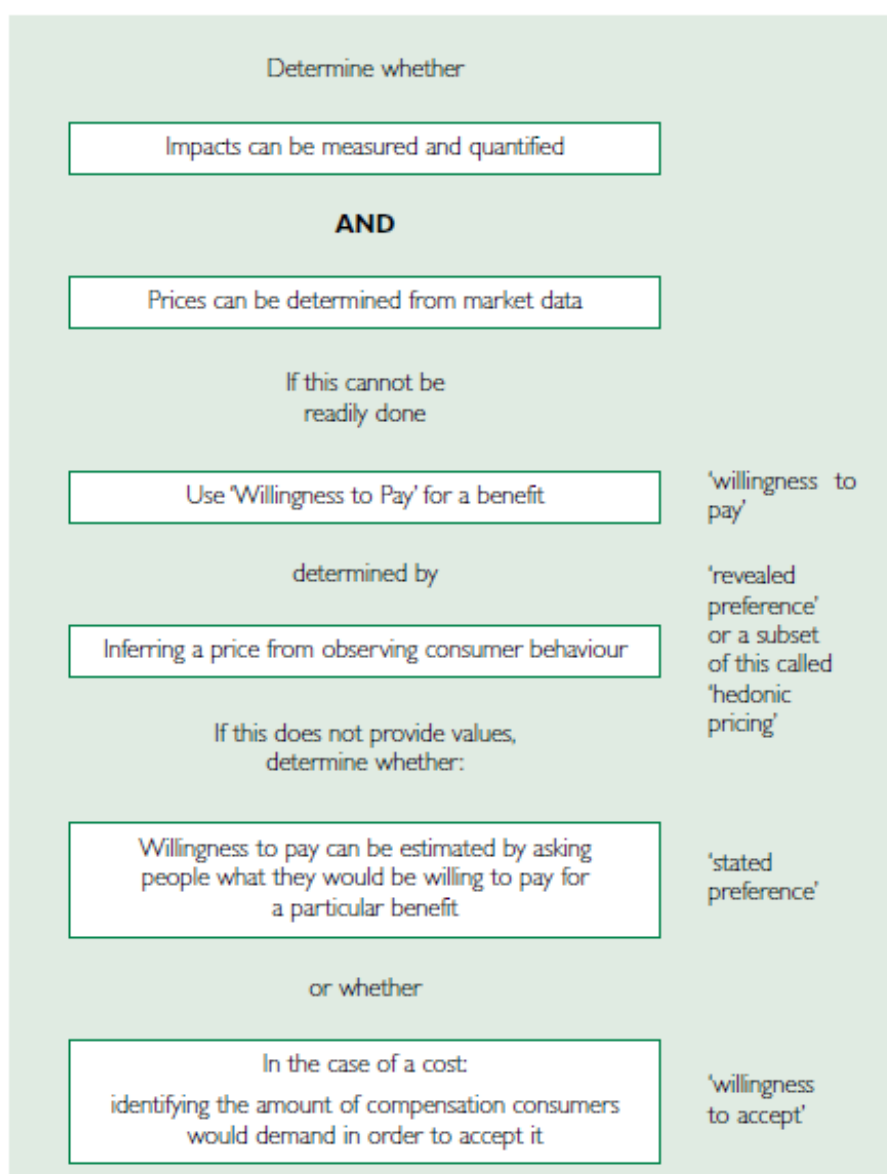 Determine whether
Impacts can be measured and quantified
AND
Prices can be determined from market data
If this cannot be
readily done
Use ‘Willingness to Pay’ for a benefit
‘willingness to
pay’
determined by
Inferring a price from observing consumer behaviour
‘revealed
preference’
or a subset
of this called
‘hedonic
pricing’
If this does not provide values,
determine whether:
Willingness to pay can be estimated by asking
people what they would be willing to pay for
a particular benefit
‘stated
preference’
or whether
In the case of a cost:
identifying the amount of compensation consumers
would demand in order to accept it
‘willingness
to accept’